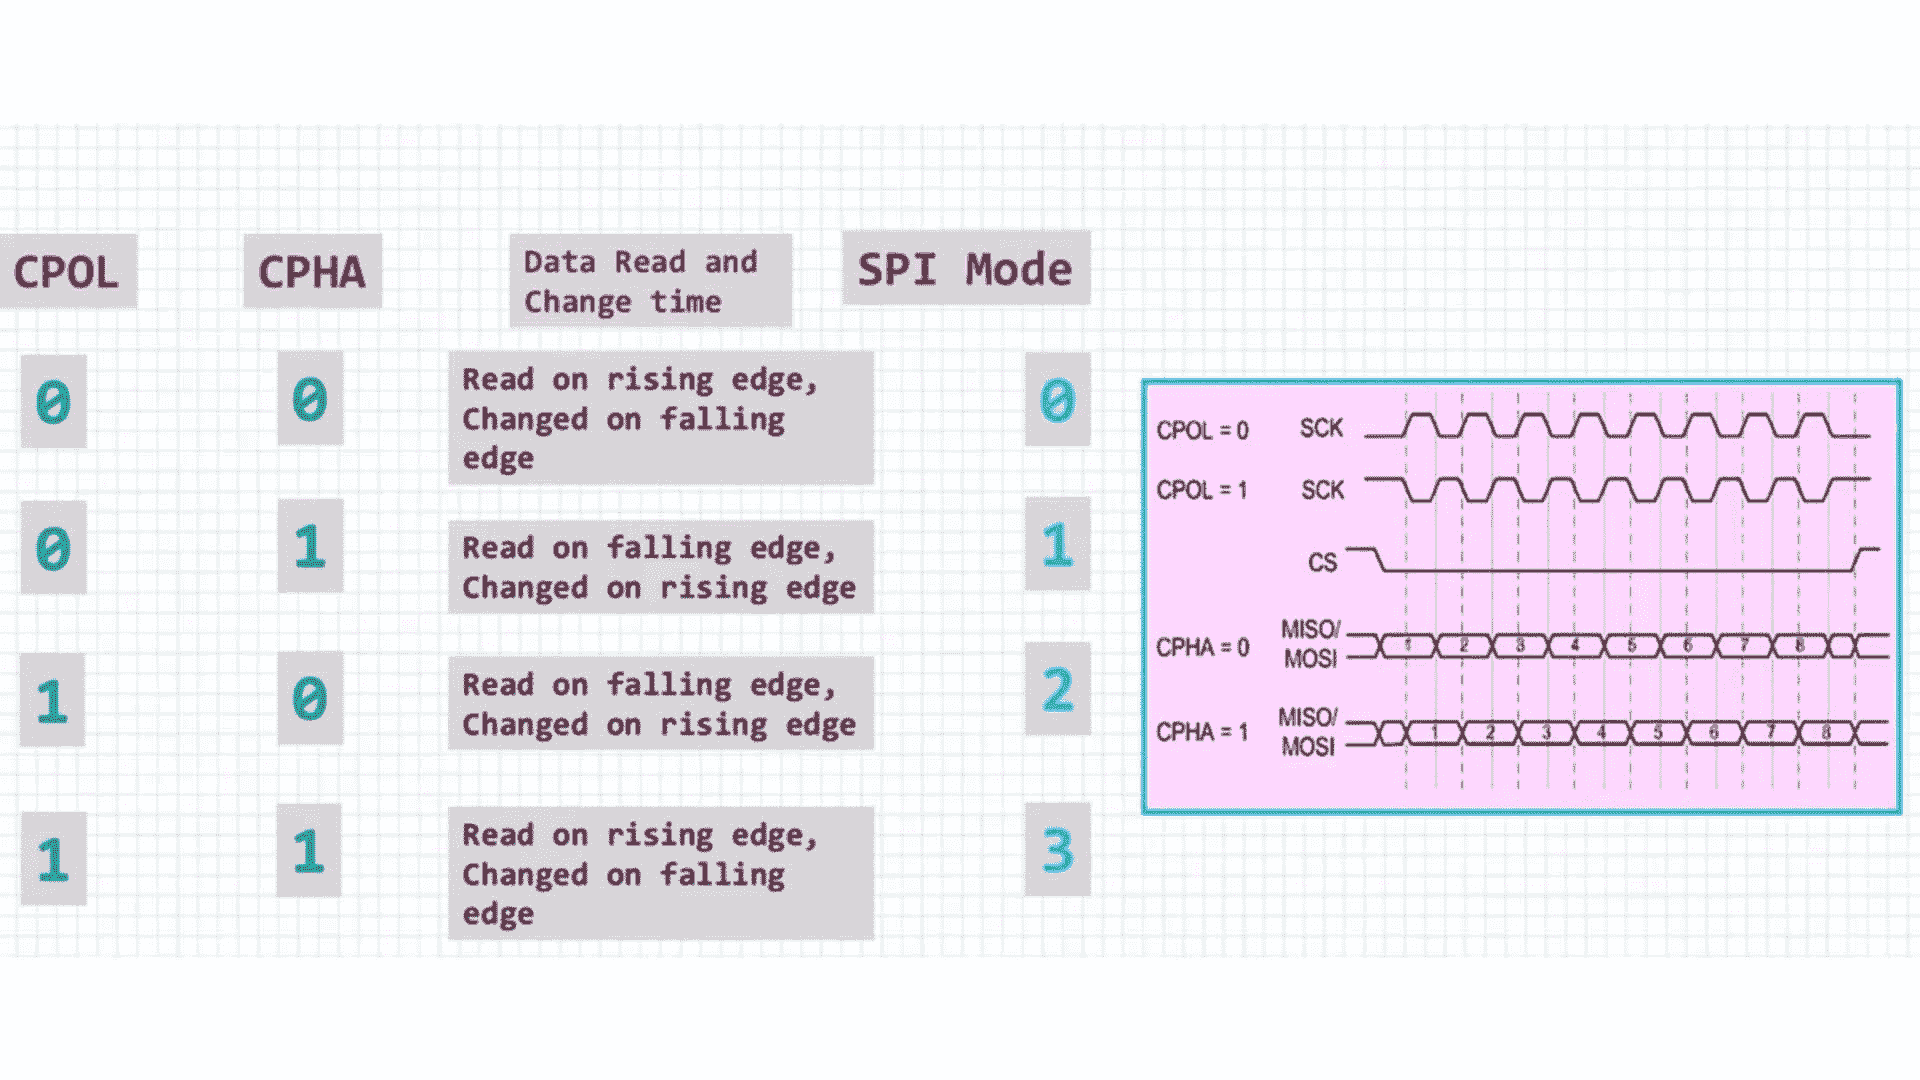 CPOL CPHA Data Read and SPI Mode
Change time
0 0 Read on rising edge, 0
Changed on falling
edge
0 1 Read on falling edge, 1
Changed on rising edge
1 0 Read on falling edge, 2
Changed on rising edge
1 1 Read on rising edge, 3
Changed on falling
edge
CPOL = 0 SCK
CPOL = 1 SCK
CS
CPHA = 0 MISO/
MOSI 1 2 3 4 5 6 7 8
CPHA = 1 MISO/
MOSI 1 2 3 4 5 6 7 8